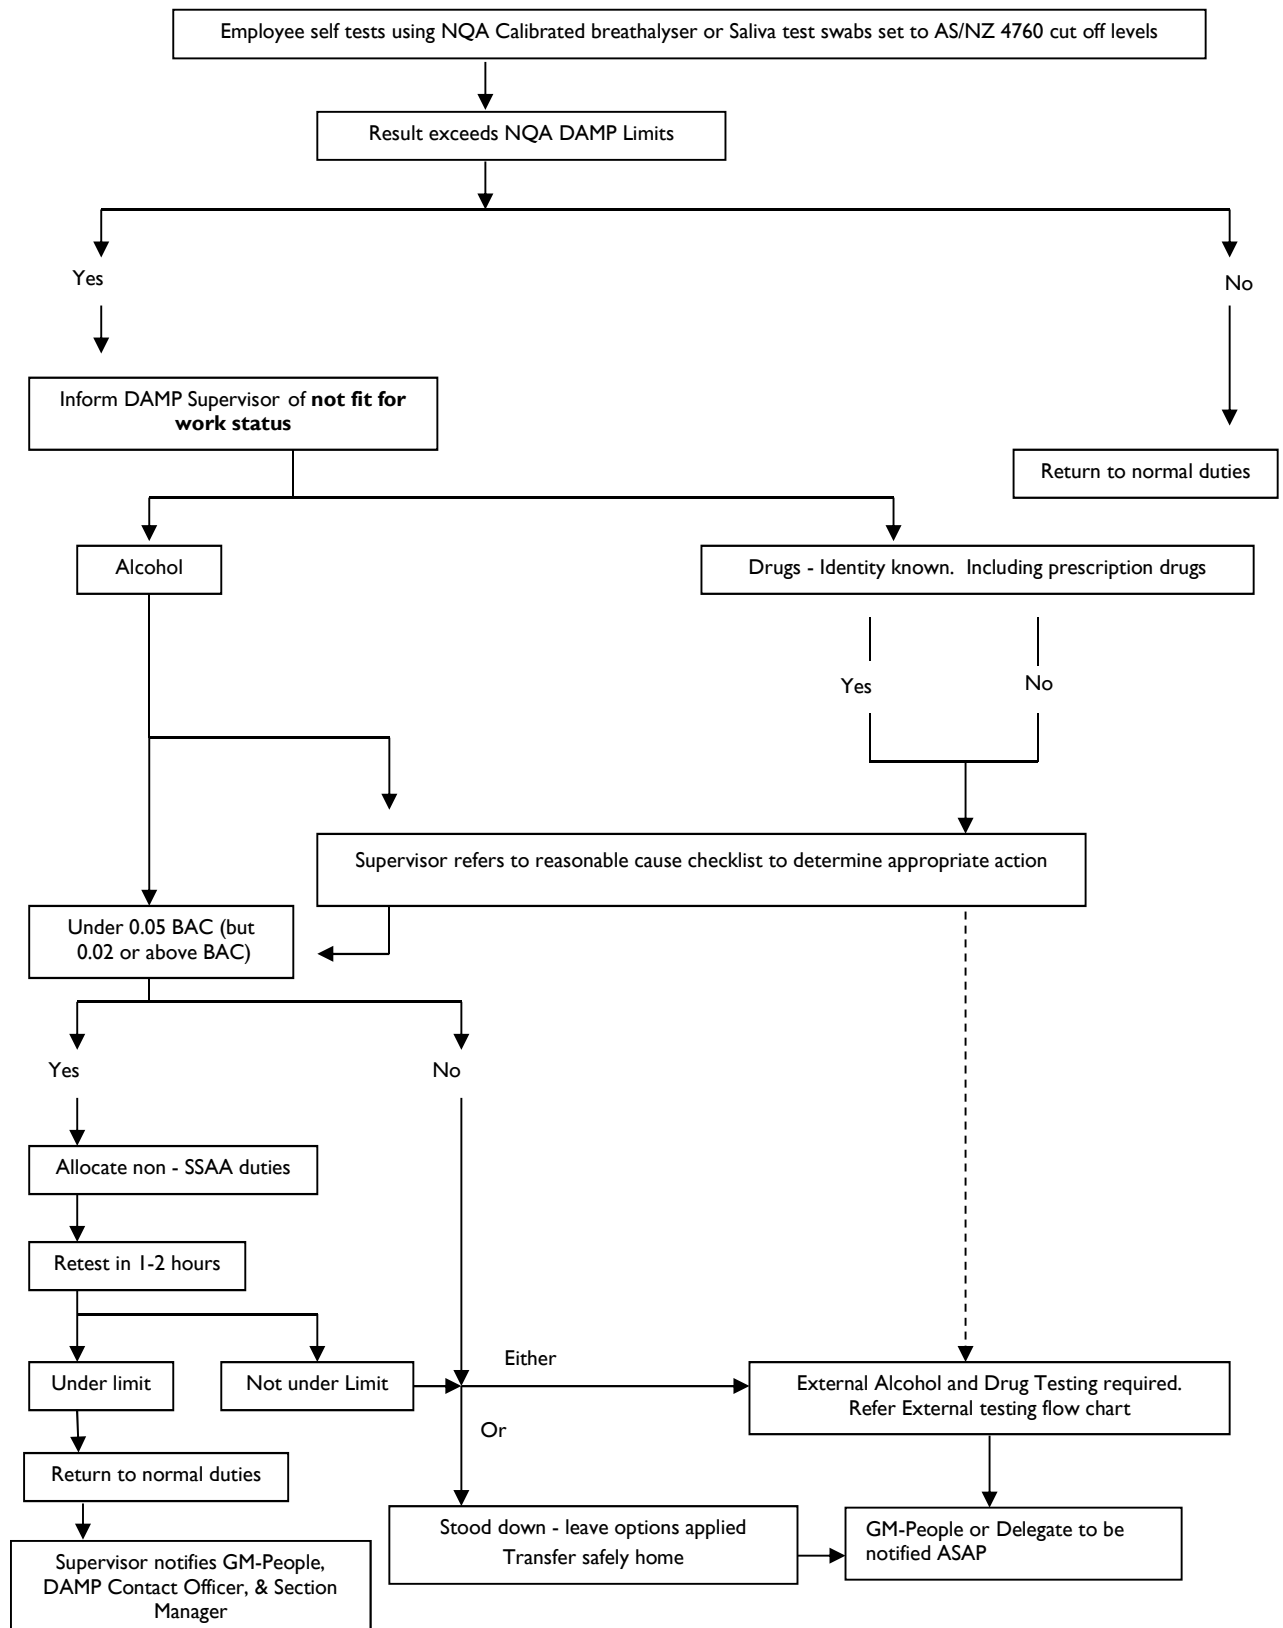 Employee self tests using NQA Calibrated breathalyser or Saliva test swabs set to AS/NZ 4760 cut off levels
Result exceeds NQA DAMP Limits
Yes
No
Inform DAMP Supervisor of not fit for
work status
Return to normal duties
Alcohol
Drugs - Identity known. Including prescription drugs
Yes
No
Supervisor refers to reasonable cause checklist to determine appropriate action
Under 0.05 BAC (but
0.02 or above BAC)
Yes
No
Allocate non - SSAA duties
Retest in 1-2 hours
Under limit
Not under Limit
Either
External Alcohol and Drug Testing required.
Refer External testing flow chart
Or
Return to normal duties
Stood down - leave options applied
Transfer safely home
GM-People or Delegate to be
notified ASAP
Supervisor notifies GM-People,
DAMP Contact Officer, & Section
Manager